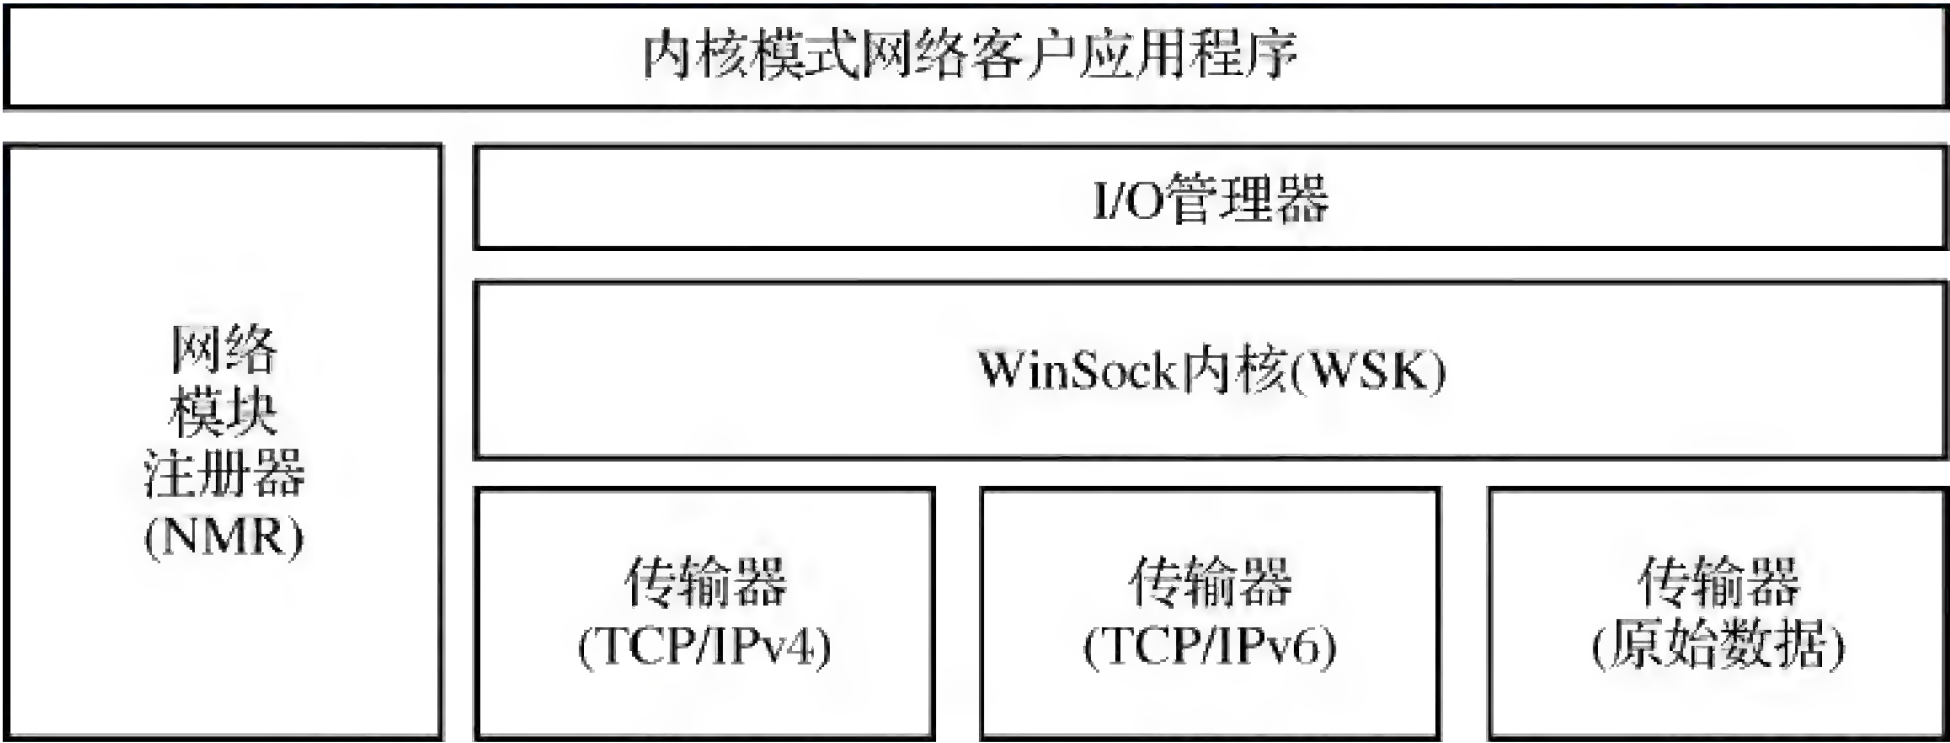 内核模式网络客户应用程序
网络
模块
注册器
(NMR)
I/O管理器
WinSock内核(WSK)
传输器
(TCP/IPv4)
传输器
(TCP/IPv6)
传输器
(原始数据)